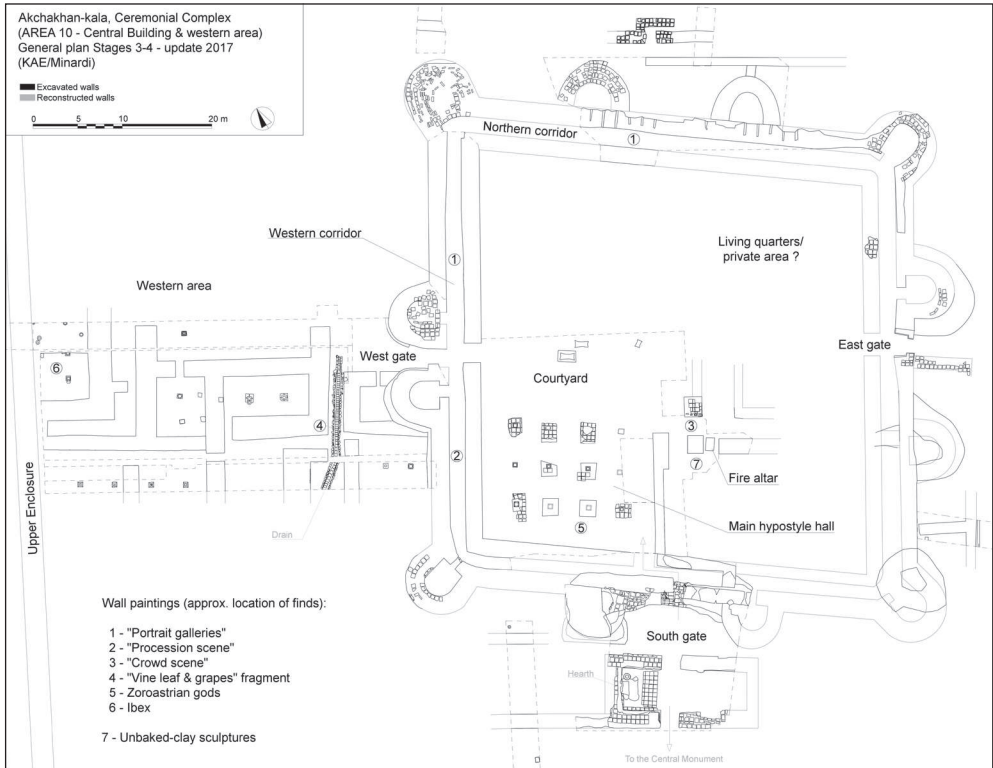 Akchakhan-kala, Ceremonial Complex
(AREA 10 - Central Building & western area)
General plan Stages 3-4 - update 2017
(KAE/Minardi)
Excavated walls
Reconstructed walls
0 5 10 20 m
Northern corridor
1
Western corridor
1
Living quarters/
private area ?
Western area
West gate
East gate
6
Courtyard
4
3
2
7
Fire altar
5
Main hypostyle hall
Upper Enclosure
Drain
South gate
Hearth
To the Central Monument
Wall paintings (approx. location of finds):
1 - "Portrait galleries"
2 - "Procession scene"
3 - "Crowd scene"
4 - "Vine leaf & grapes" fragment
5 - Zoroastrian gods
6 - Ibex
7 - Unbaked-clay sculptures